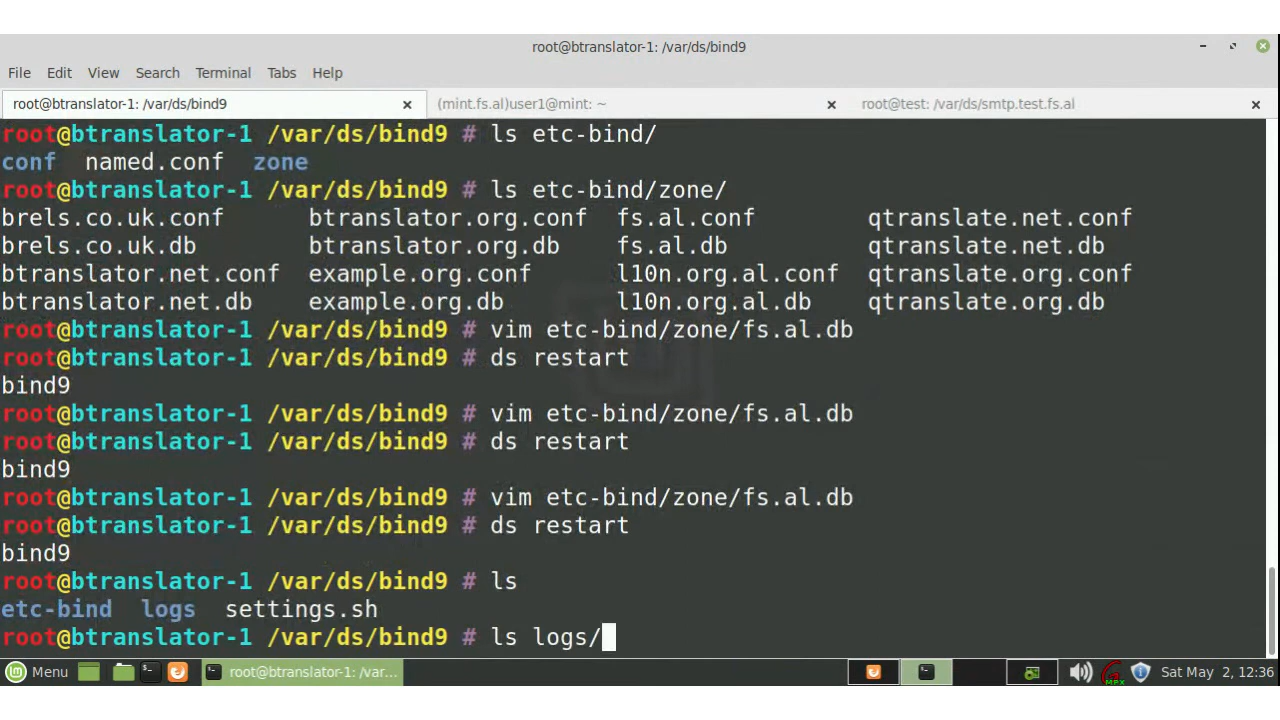 root@btranslator-1: /var/ds/bind9
File Edit View Search Terminal Tabs Help
root@btranslator-1: /var/ds/bind9 × (mint.fs.al)user1@mint: ~ × root@test: /var/ds/smtp.test.fs.al ×
root@btranslator-1 /var/ds/bind9 # ls etc-bind/
conf named.conf zone
root@btranslator-1 /var/ds/bind9 # ls etc-bind/zone/
brels.co.uk.conf btranslator.org.conf fs.al.conf qtranslate.net.conf
brels.co.uk.db btranslator.org.db fs.al.db qtranslate.net.db
btranslator.net.conf example.org.conf l10n.org.al.conf qtranslate.org.conf
btranslator.net.db example.org.db l10n.org.al.db qtranslate.org.db
root@btranslator-1 /var/ds/bind9 # vim etc-bind/zone/fs.al.db
root@btranslator-1 /var/ds/bind9 # ds restart
bind9
root@btranslator-1 /var/ds/bind9 # vim etc-bind/zone/fs.al.db
root@btranslator-1 /var/ds/bind9 # ds restart
bind9
root@btranslator-1 /var/ds/bind9 # vim etc-bind/zone/fs.al.db
root@btranslator-1 /var/ds/bind9 # ds restart
bind9
root@btranslator-1 /var/ds/bind9 # ls
etc-bind logs settings.sh
root@btranslator-1 /var/ds/bind9 # ls logs/
Menu root@btranslator-1: /var... MPX Sat May 2, 12:36